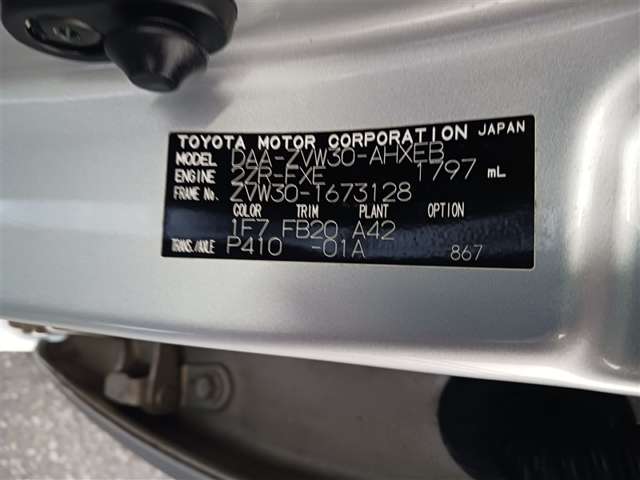 TOYOTA MOTOR CORPORATION JAPAN
MODEL DAA-ZVW30-AHXEB
ENGINE 2ZR-FXE 1797 mL
FRAME No. ZVW30-1673128
COLOR TRIM PLANT OPTION
1F7 FB20 A42
TRANS./AXLE P410 -01A 867